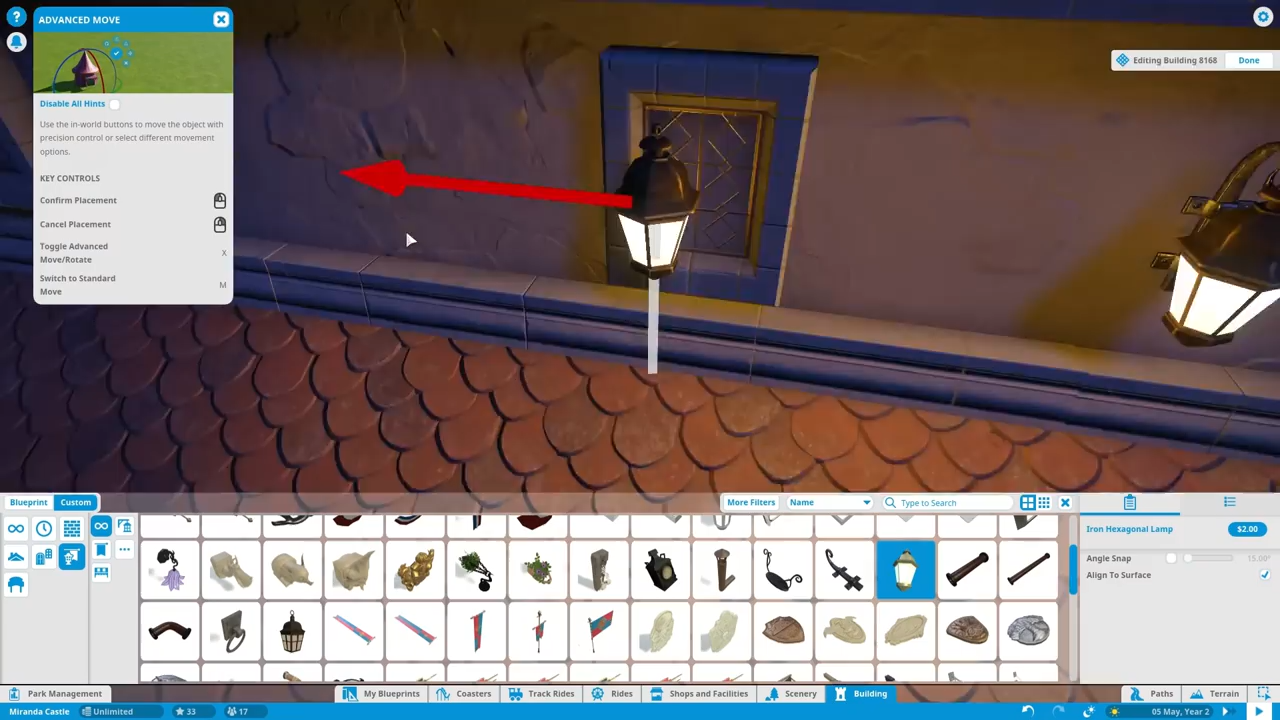 ADVANCED MOVE
Editing Building 8168
Done
Disable All Hints
Use the in-world buttons to move the object with
precision control or select different movement
options.
KEY CONTROLS
Confirm Placement
Cancel Placement
Toggle Advanced
Move/Rotate
X
Switch to Standard
Move
M
Blueprint
Custom
More Filters
Name
Type to Search
Iron Hexagonal Lamp
$2.00
Angle Snap
15.00°
Align To Surface
Park Management
My Blueprints
Coasters
Track Rides
Rides
Shops and Facilities
Scenery
Building
Paths
Terrain
Miranda Castle
Unlimited
33
17
05 May, Year 2